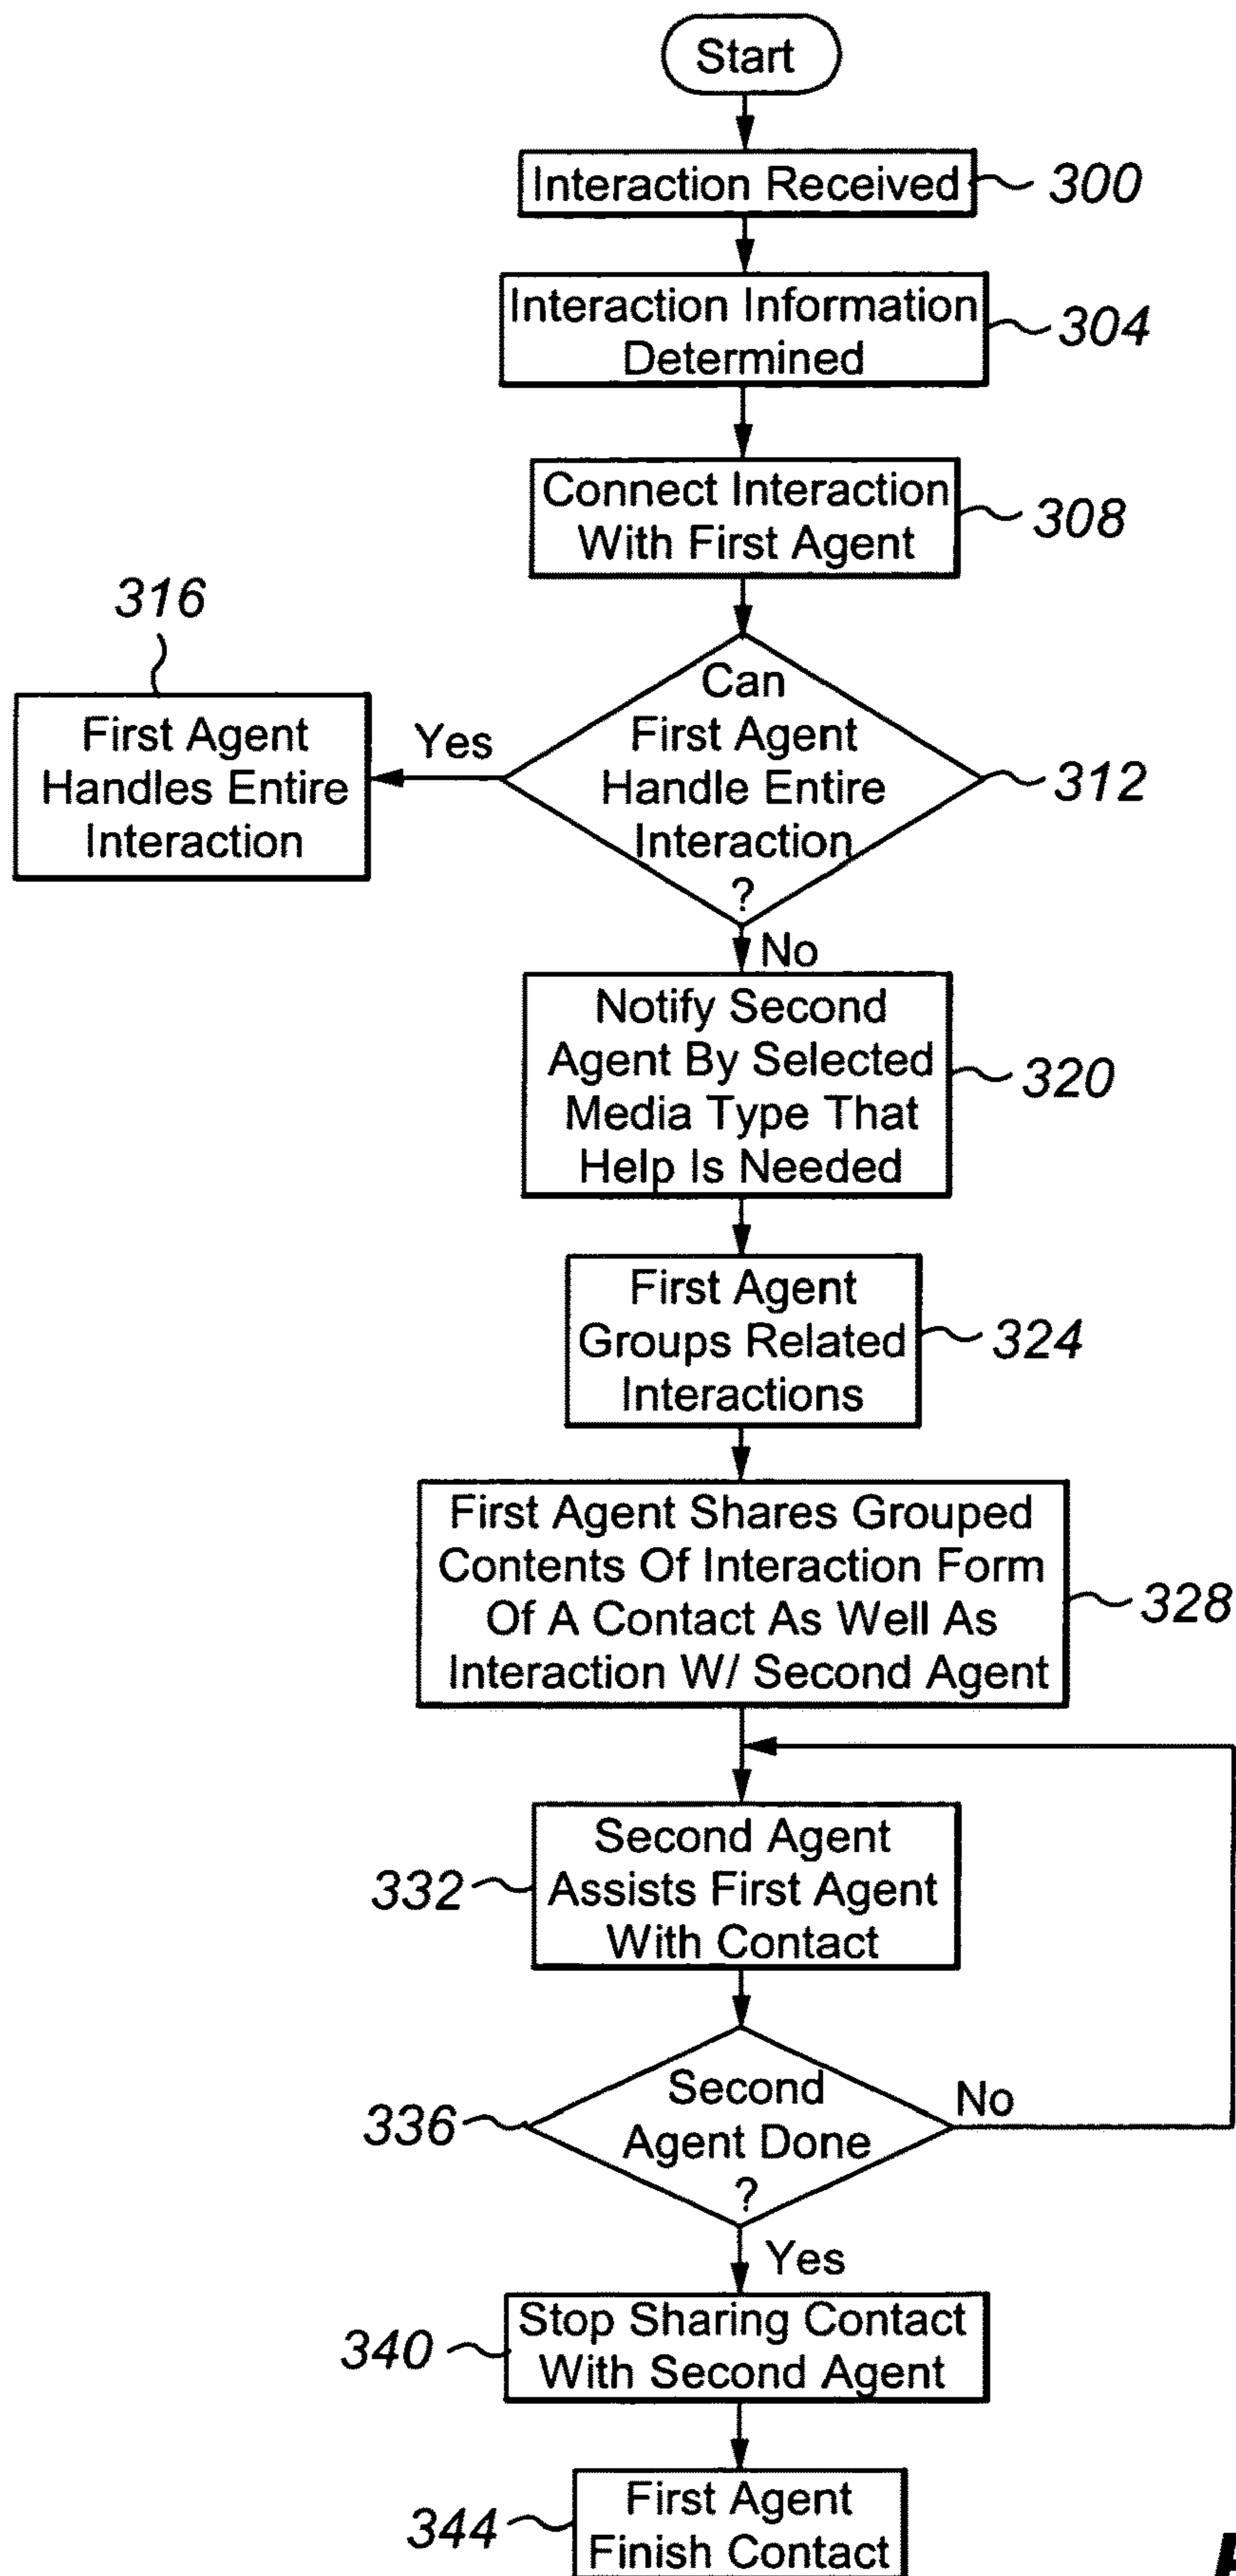 Start
Interaction Received
300
Interaction Information
Determined
304
Connect Interaction
With First Agent
308
316
First Agent
Handles Entire
Interaction
Yes
Can
First Agent
Handle Entire
Interaction
?
312
No
Notify Second
Agent By Selected
Media Type That
Help Is Needed
320
First Agent
Groups Related
Interactions
324
First Agent Shares Grouped
Contents Of Interaction Form
Of A Contact As Well As
Interaction W/ Second Agent
328
332
Second Agent
Assists First Agent
With Contact
336
Second
Agent Done
?
No
Yes
340
Stop Sharing Contact
With Second Agent
344
First Agent
Finish Contact